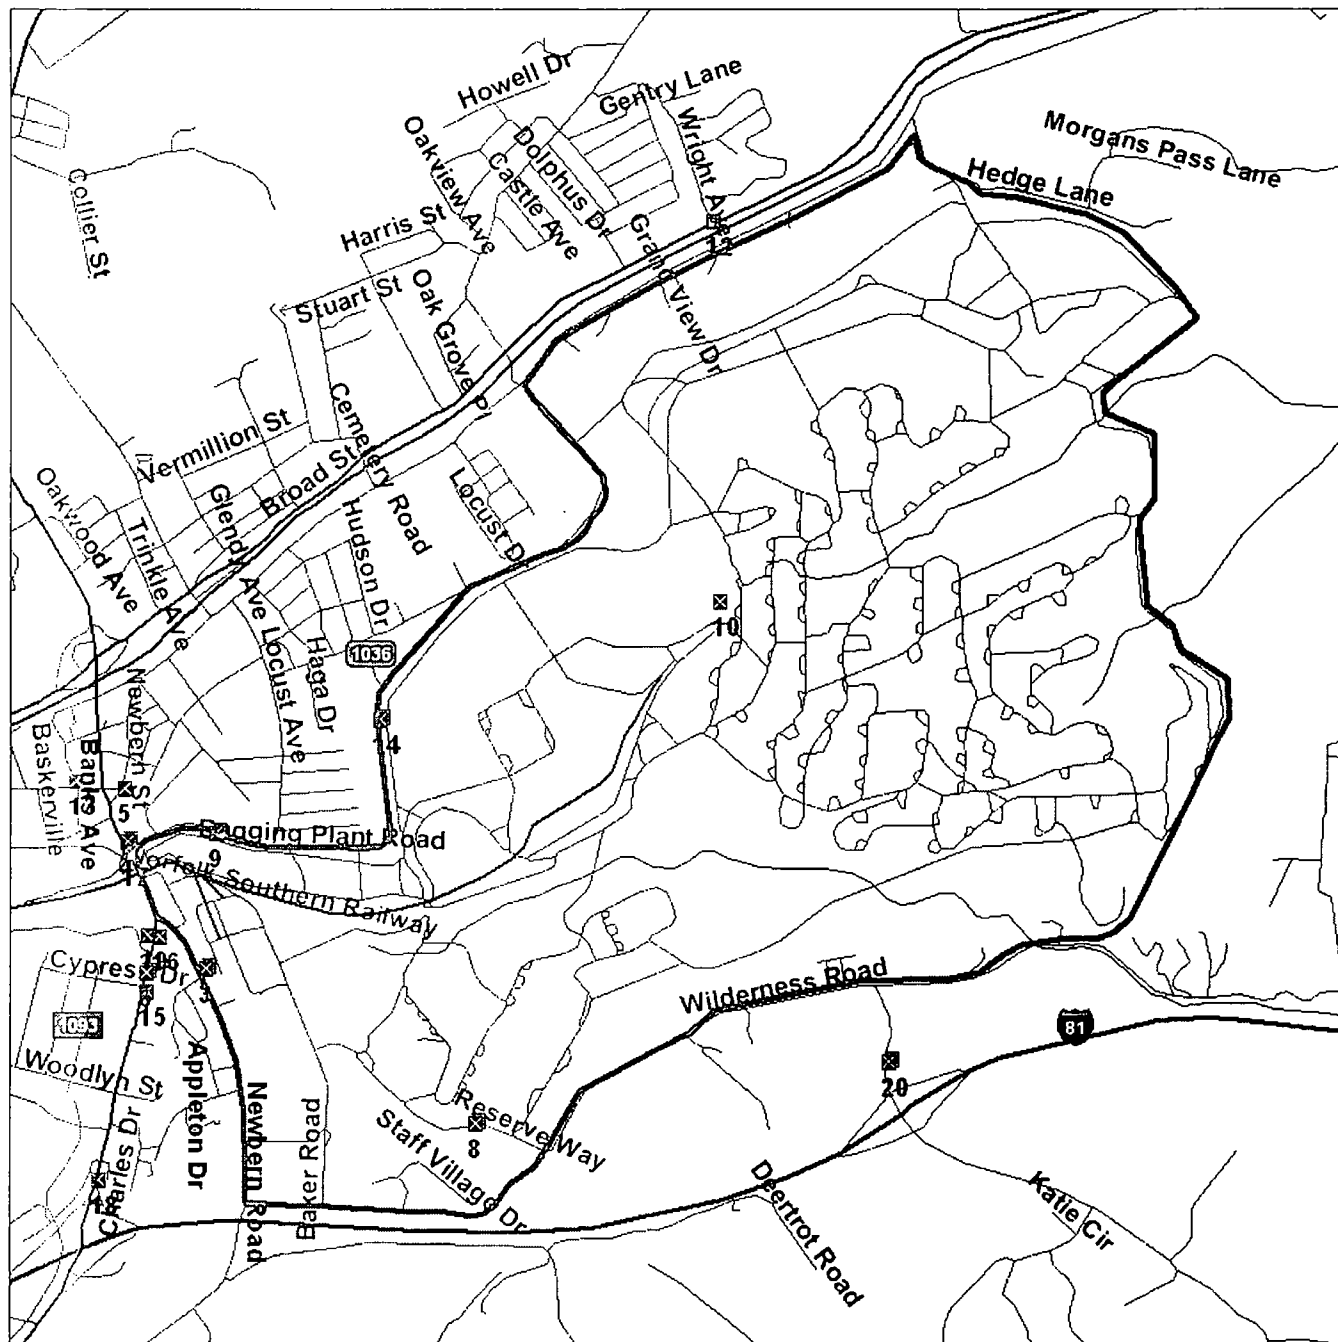 Howell Dr
Gentry Lane
Oakview Ave
Castle Ave
Dolphus Dr
Wright Ave
Morgans Pass Lane
Hedge Lane
Collier St
Harris St
Grand View Dr
12
Stuart St
Oak Grove Pl
Vermillion St
Cemetery Road
Broad St
Oakwood Ave
Trinkle Ave
Glendy Ave
Hudson Dr
Locust Dr
Locust Ave
Haga Dr
1036
10
Newbern St
14
Baskerville
Banks Ave
5
Bagging Plant Road
9
Norfolk Southern Railway
Cypress Dr
15
1093
Woodlyn St
Wilderness Road
81
20
Appleton Dr
Newbern Road
Baker Road
Reserve Way
8
Staff Village Dr
Charles Dr
Deertrot Road
Katie Cir